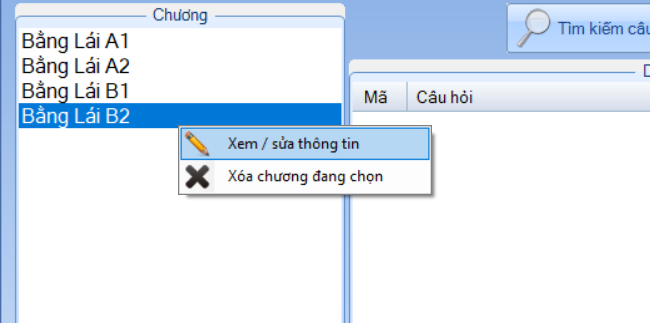 Chương
Tìm kiếm câu
Bằng Lái A1
Bằng Lái A2
Bằng Lái B1
Bằng Lái B2
Mã Câu hỏi
Xem / sửa thông tin
Xóa chương đang chọn